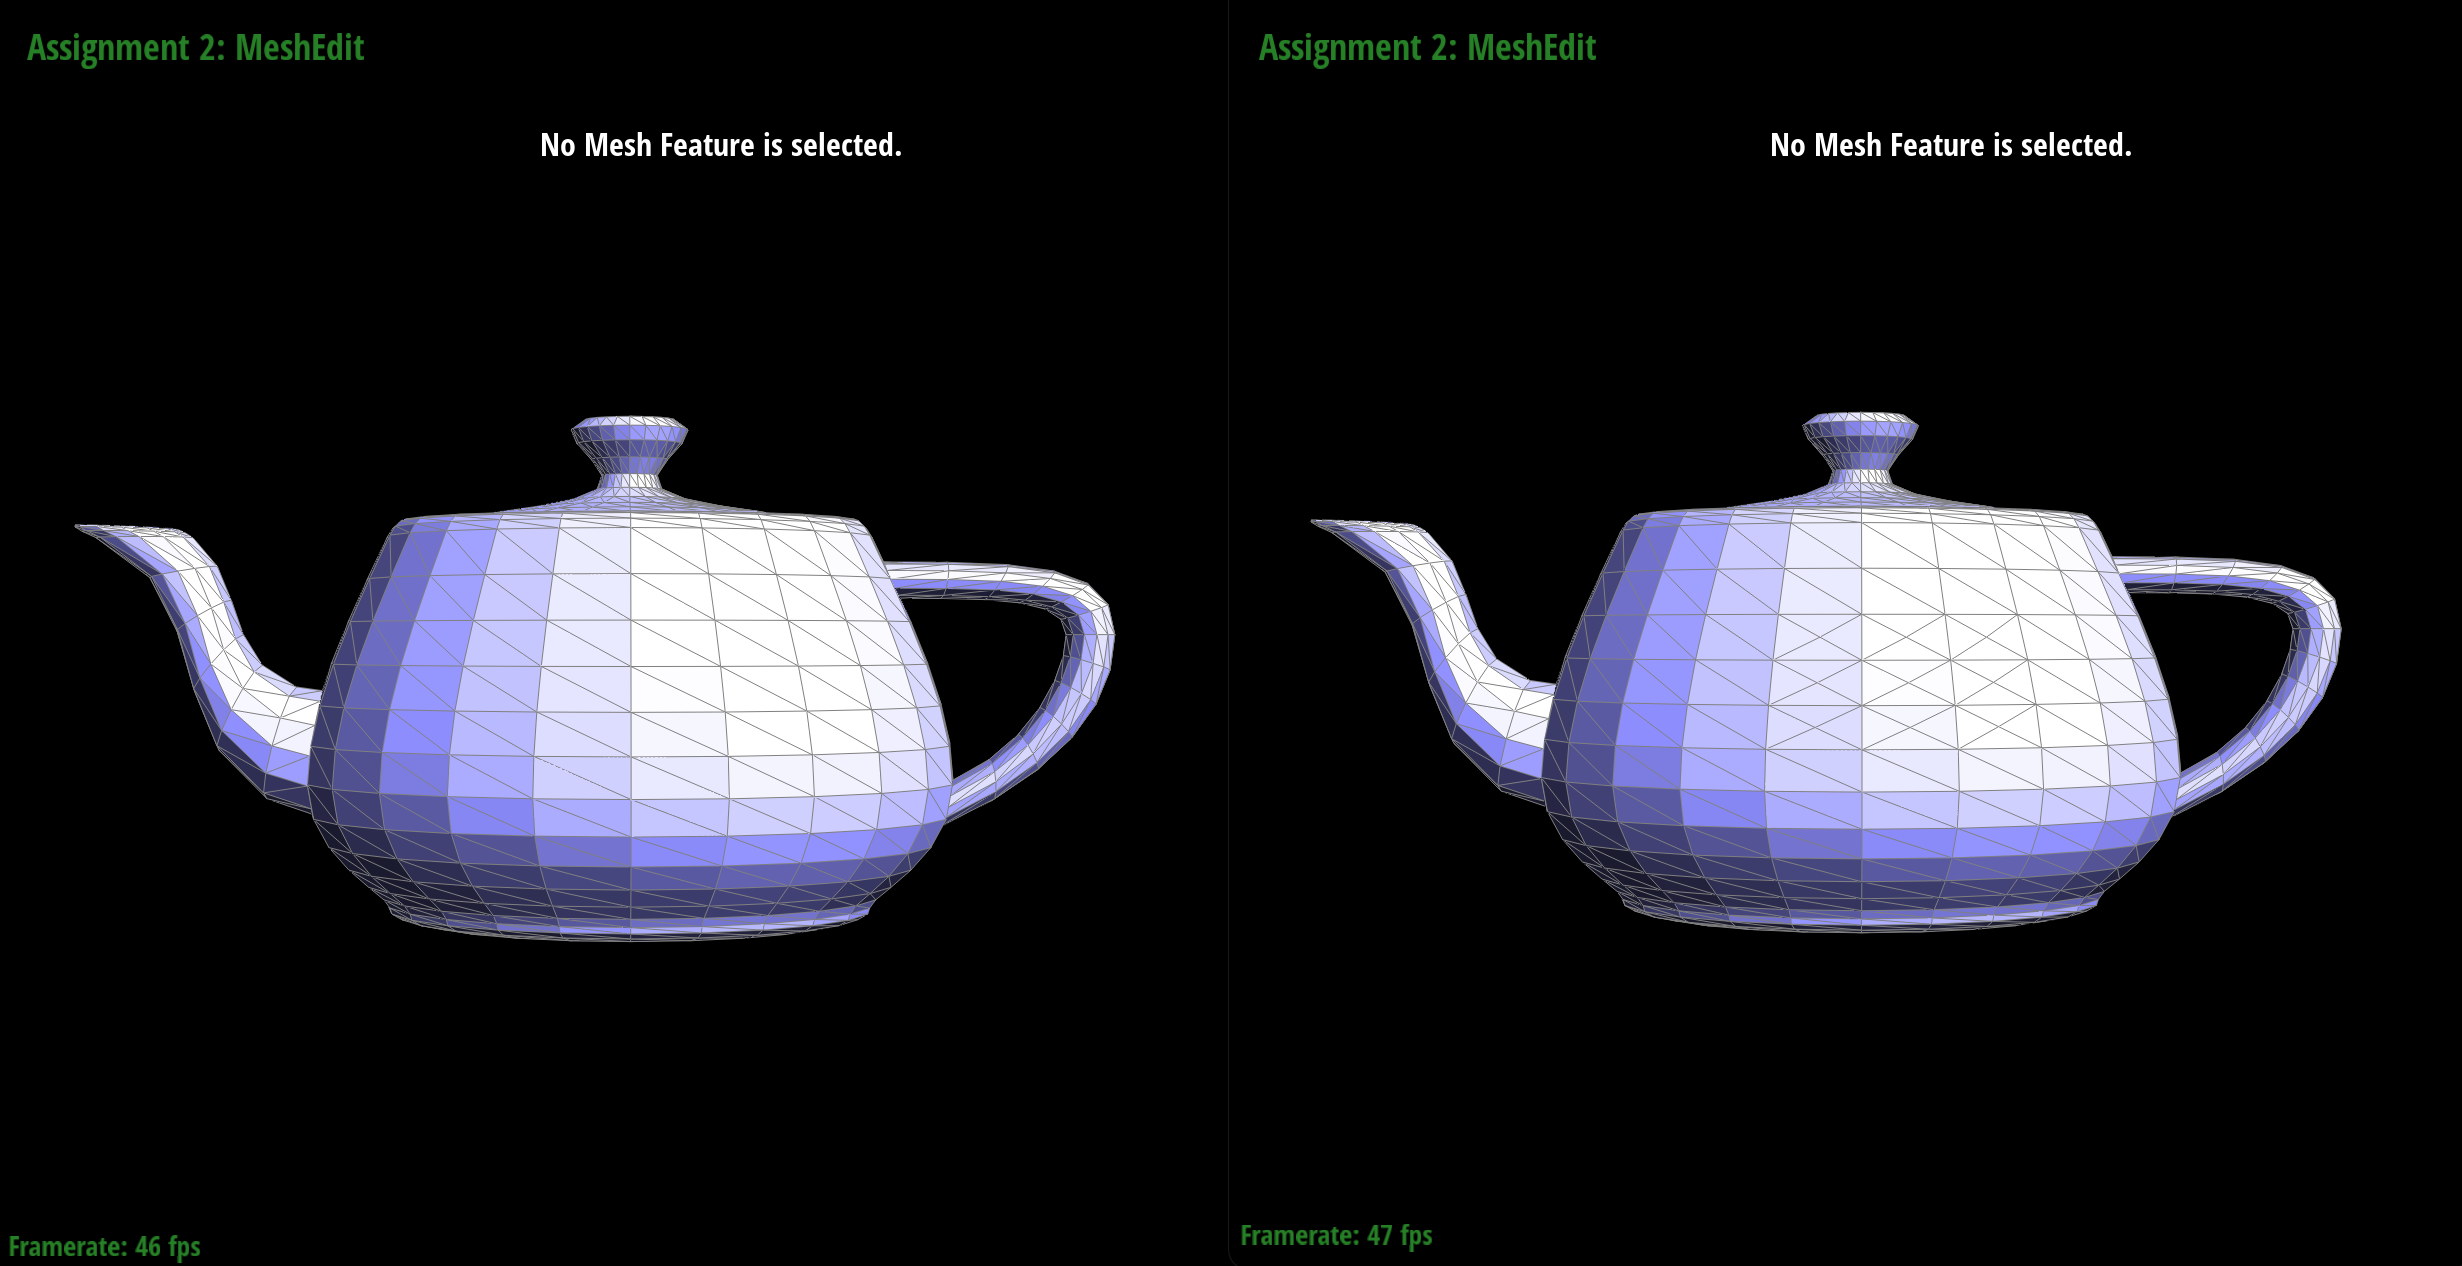 Assignment 2: MeshEdit
No Mesh Feature is selected.
Framerate: 46 fps
Assignment 2: MeshEdit
No Mesh Feature is selected.
Framerate: 47 fps